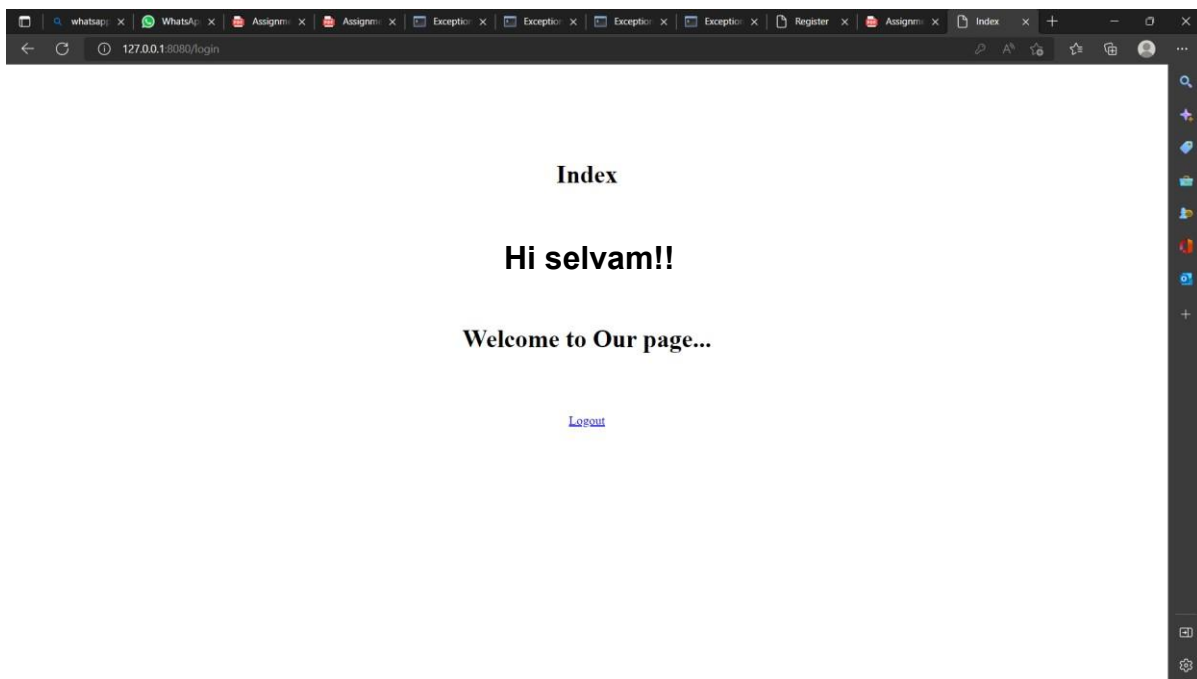 whatsapp WhatsAp Assignm Assignm Exception Exception Exception Exception Register Assignm Index
127.0.0.1:8080/login
Index
Hi selvam!!
Welcome to Our page...
Logout